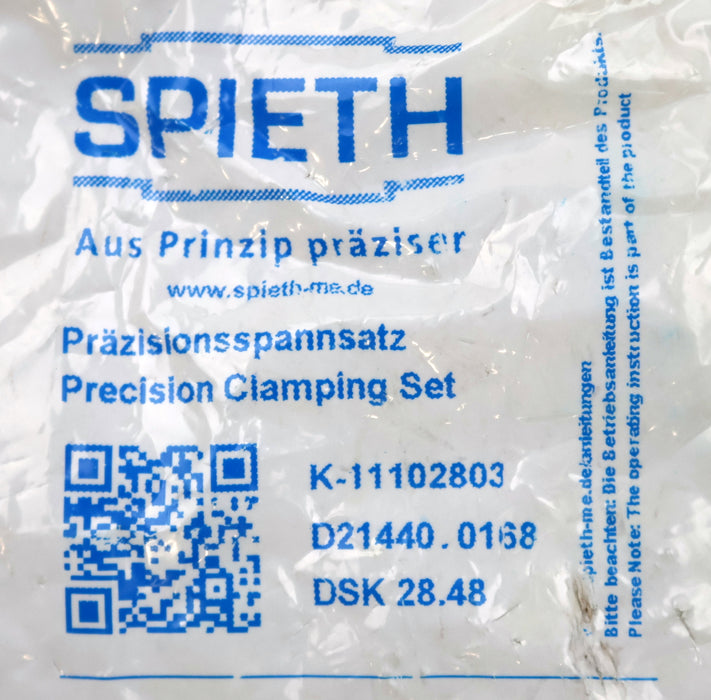 SPIETH
Aus Prinzip präziser
www.spieth-me.de
Präzisionsspannsatz
Precision Clamping Set
K-11102803
D21440.0168
DSK 28.48
pieth-me.de/anleitungen
Bitte beachten: Die Betriebsanleitung ist Bestandteil des Produkts.
Please Note: The operating instruction is part of the product